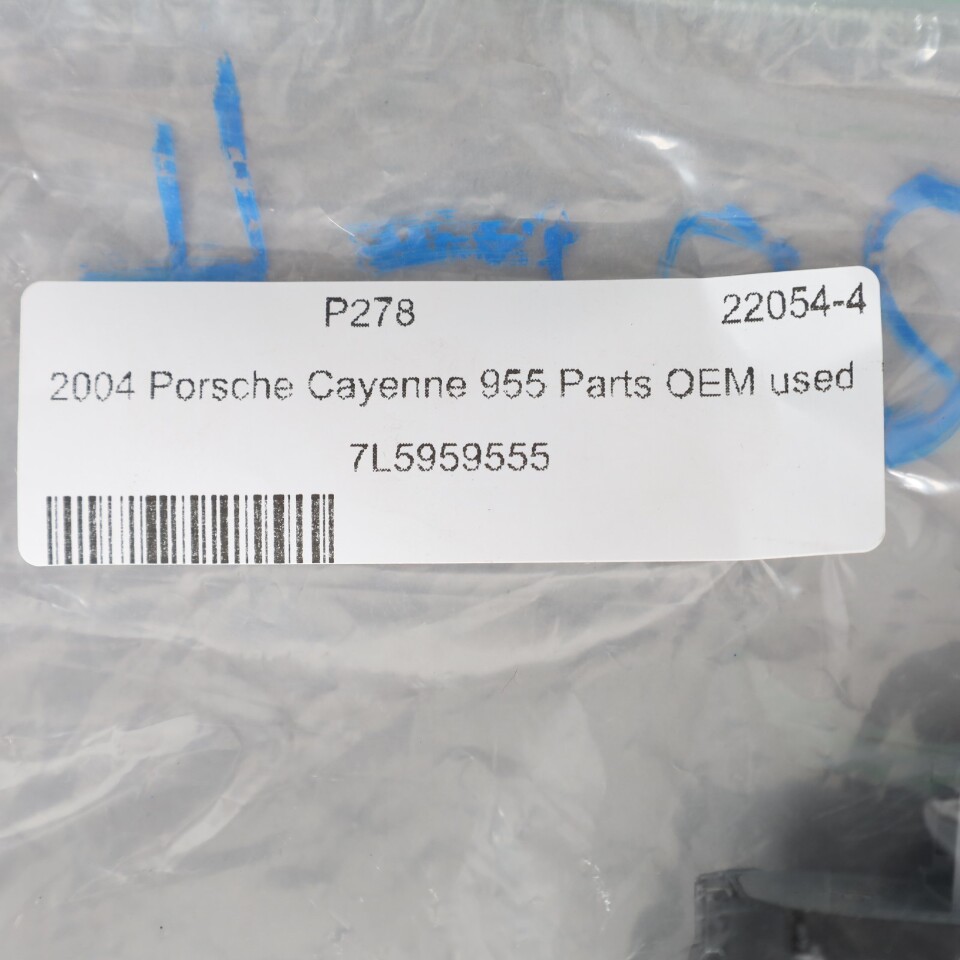 P278 22054-4
2004 Porsche Cayenne 955 Parts OEM used
7L5959555